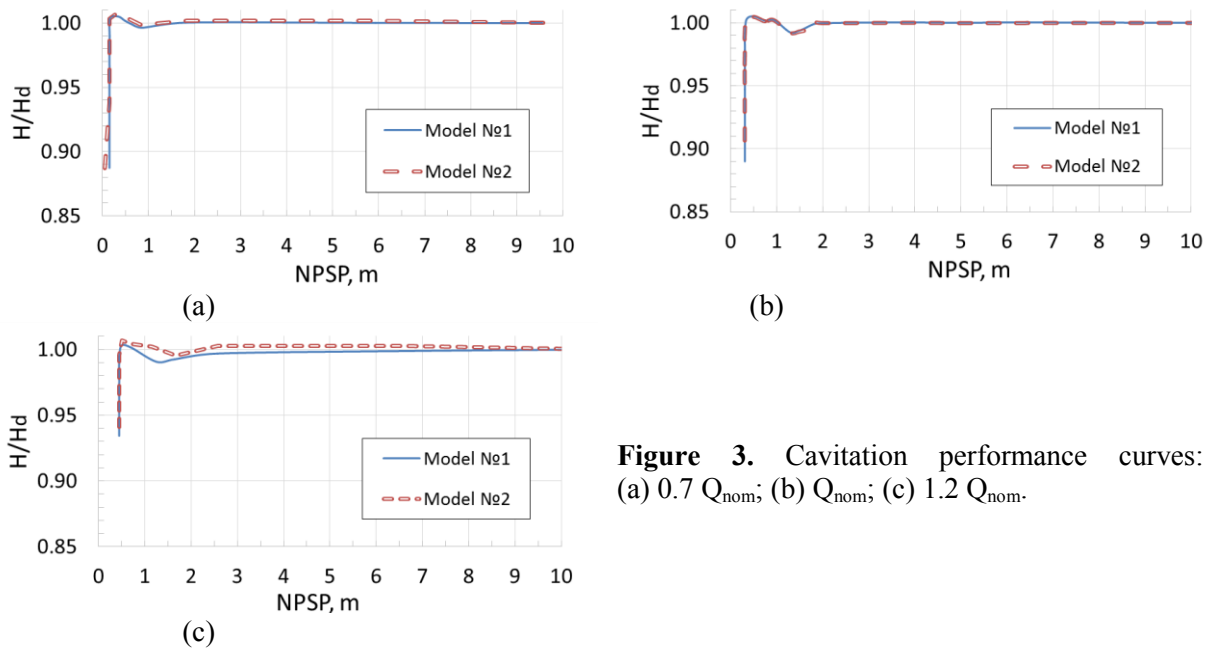 H/Hd
1.00
0.95
0.90
0.85
Model №1
Model №2
0 1 2 3 4 5 6 7 8 9 10
NPSP, m
(a)
H/Hd
1.00
0.95
0.90
0.85
Model №1
Model №2
0 1 2 3 4 5 6 7 8 9 10
NPSP, m
(b)
H/Hd
1.00
0.95
0.90
0.85
Model №1
Model №2
0 1 2 3 4 5 6 7 8 9 10
NPSP, m
(c)
Figure 3. Cavitation performance curves:
(a) 0.7 Qnom; (b) Qnom; (c) 1.2 Qnom.